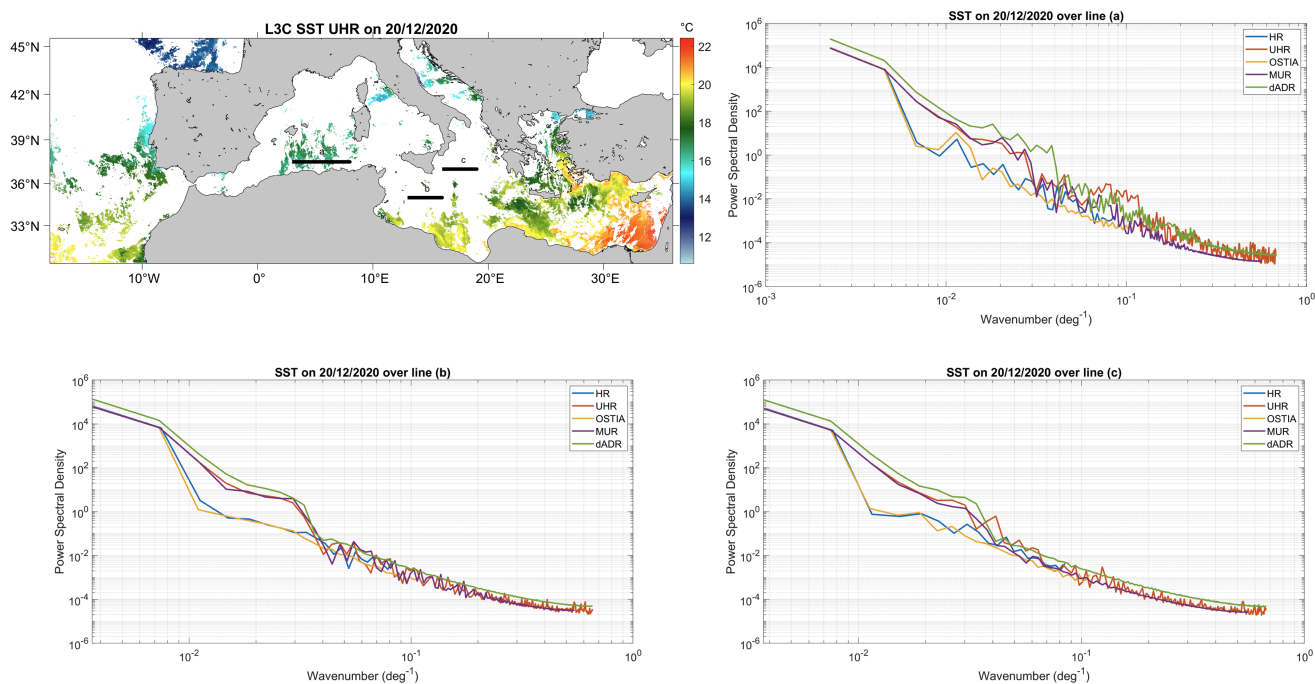 L3C SST UHR on 20/12/2020
°C
45°N
42°N
39°N
36°N
33°N
10°W
0°
10°E
20°E
30°E
22
20
18
16
14
12
c
SST on 20/12/2020 over line (a)
Power Spectral Density
10^6
10^4
10^2
10^0
10^-2
10^-4
10^-6
10^-3
10^-2
10^-1
10^0
Wavenumber (deg^-1)
HR
UHR
OSTIA
MUR
dADR
SST on 20/12/2020 over line (b)
Power Spectral Density
10^6
10^4
10^2
10^0
10^-2
10^-4
10^-6
10^-2
10^-1
10^0
Wavenumber (deg^-1)
HR
UHR
OSTIA
MUR
dADR
SST on 20/12/2020 over line (c)
Power Spectral Density
10^6
10^4
10^2
10^0
10^-2
10^-4
10^-6
10^-2
10^-1
10^0
Wavenumber (deg^-1)
HR
UHR
OSTIA
MUR
dADR